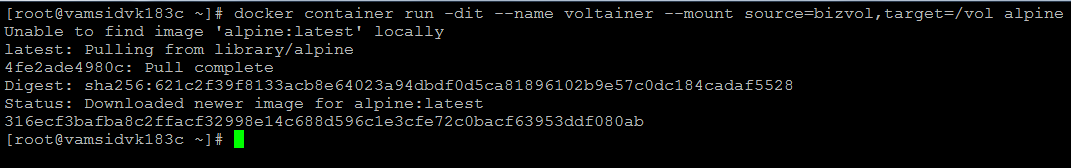 [root@vamsidvk183c ~]# docker container run -dit --name voltainer --mount source=bizvol,target=/vol alpine
Unable to find image 'alpine:latest' locally
latest: Pulling from library/alpine
4fe2ade4980c: Pull complete
Digest: sha256:621c2f39f8133acb8e64023a94dbdf0d5ca81896102b9e57c0dc184cadaf5528
Status: Downloaded newer image for alpine:latest
316ecf3bafba8c2ffacf32998e14c688d596c1e3cfe72c0bacf63953ddf080ab
[root@vamsidvk183c ~]#